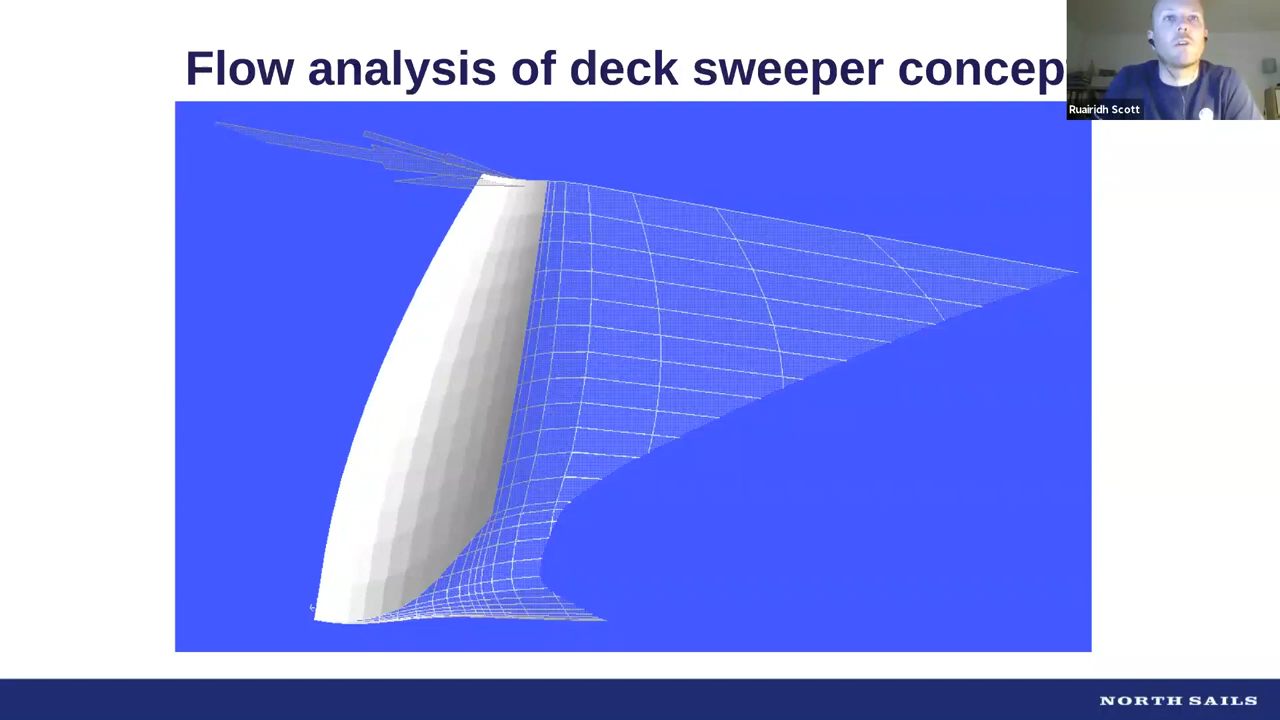 Flow analysis of deck sweeper concep
Ruairidh Scott
NORTH SAILS